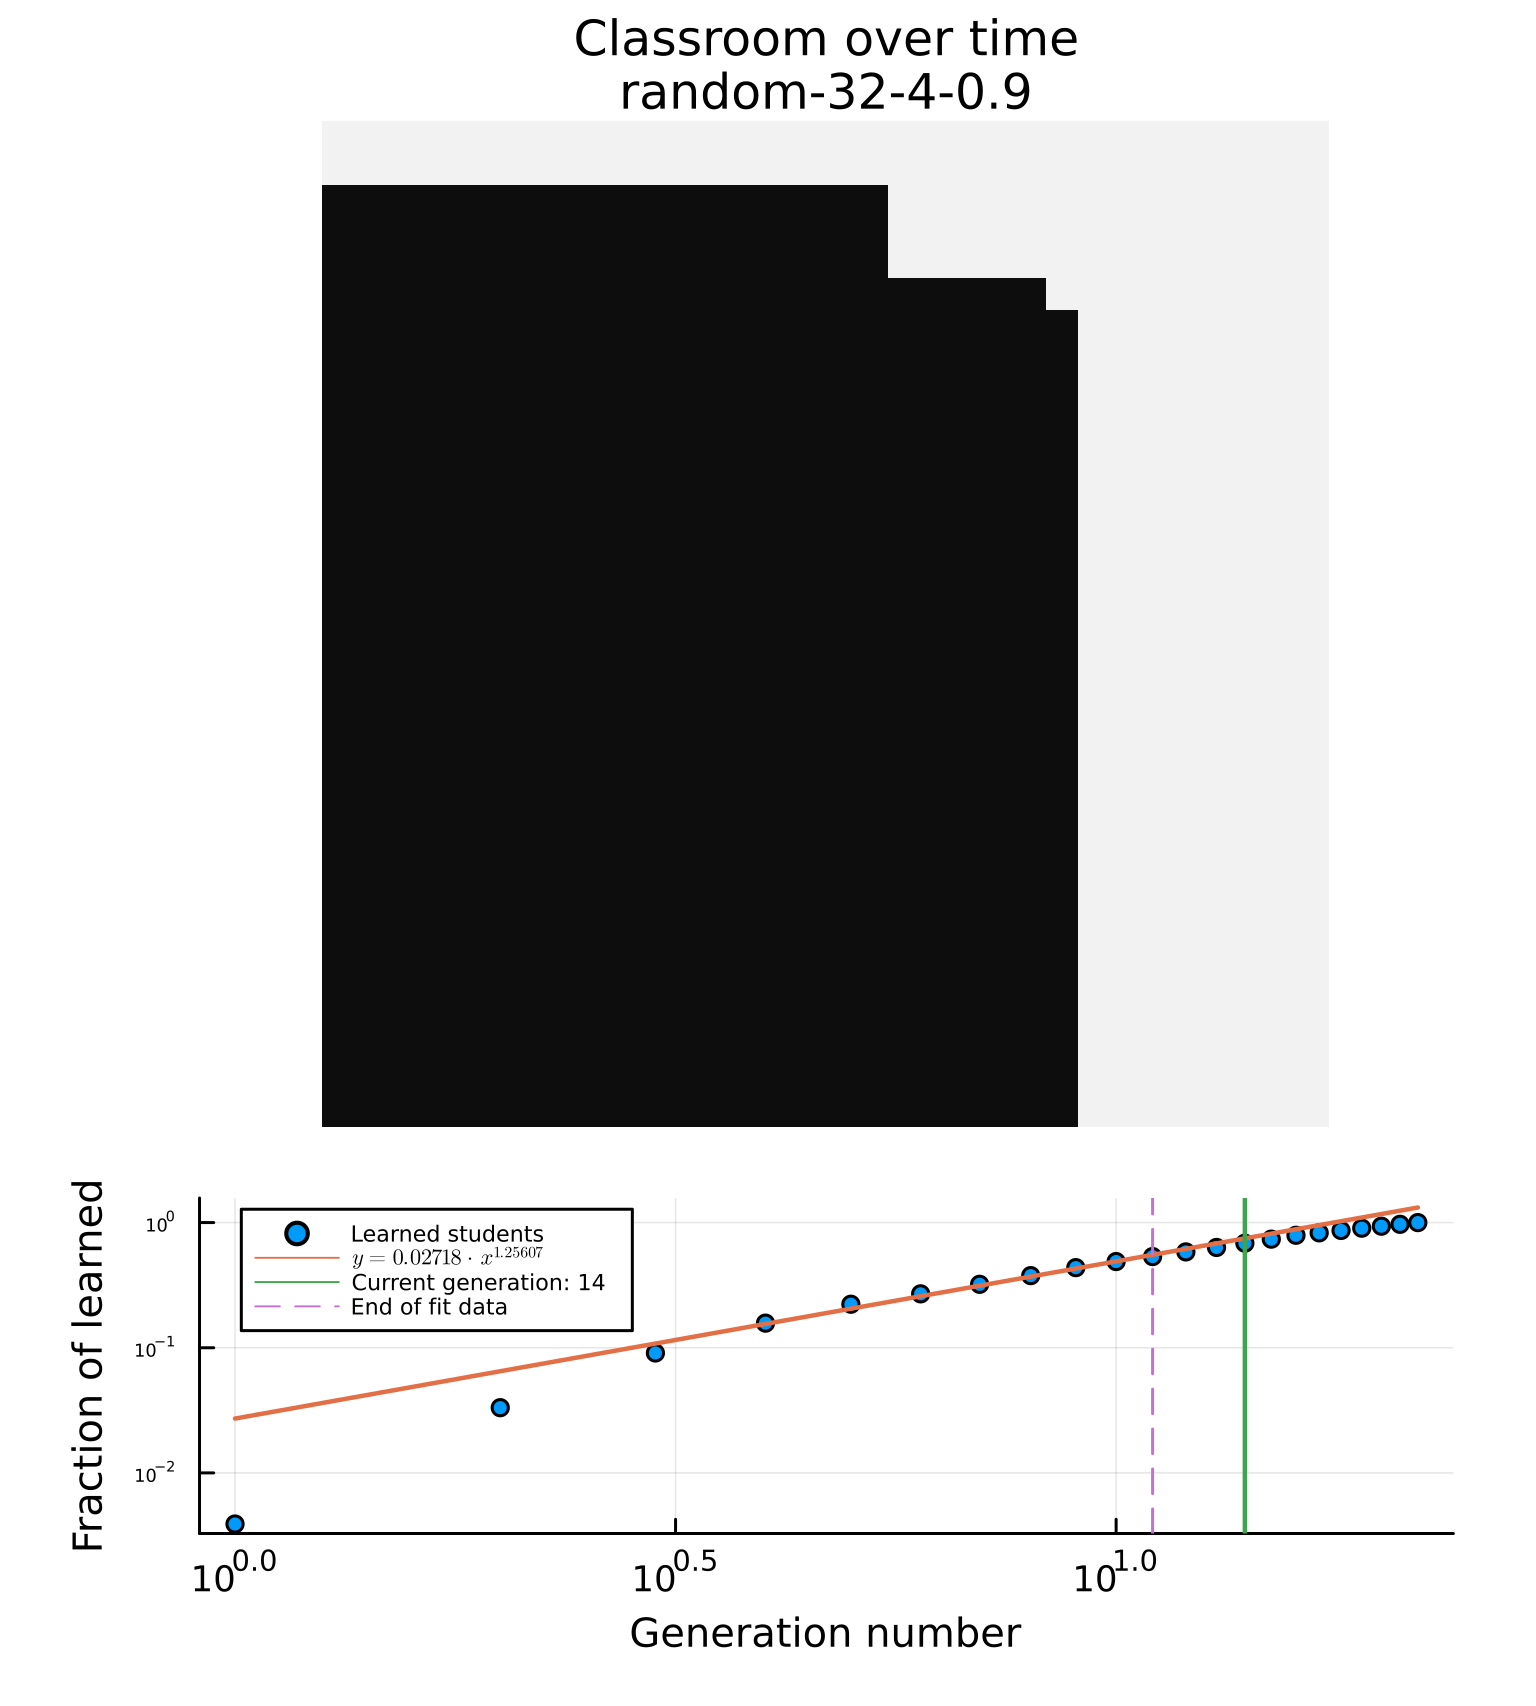 Classroom over time
random-32-4-0.9
Fraction of learned
10⁰
10⁻¹
10⁻²
Learned students
y = 0.02718 · x^1.25607
Current generation: 14
End of fit data
10^0.0
10^0.5
10^1.0
Generation number